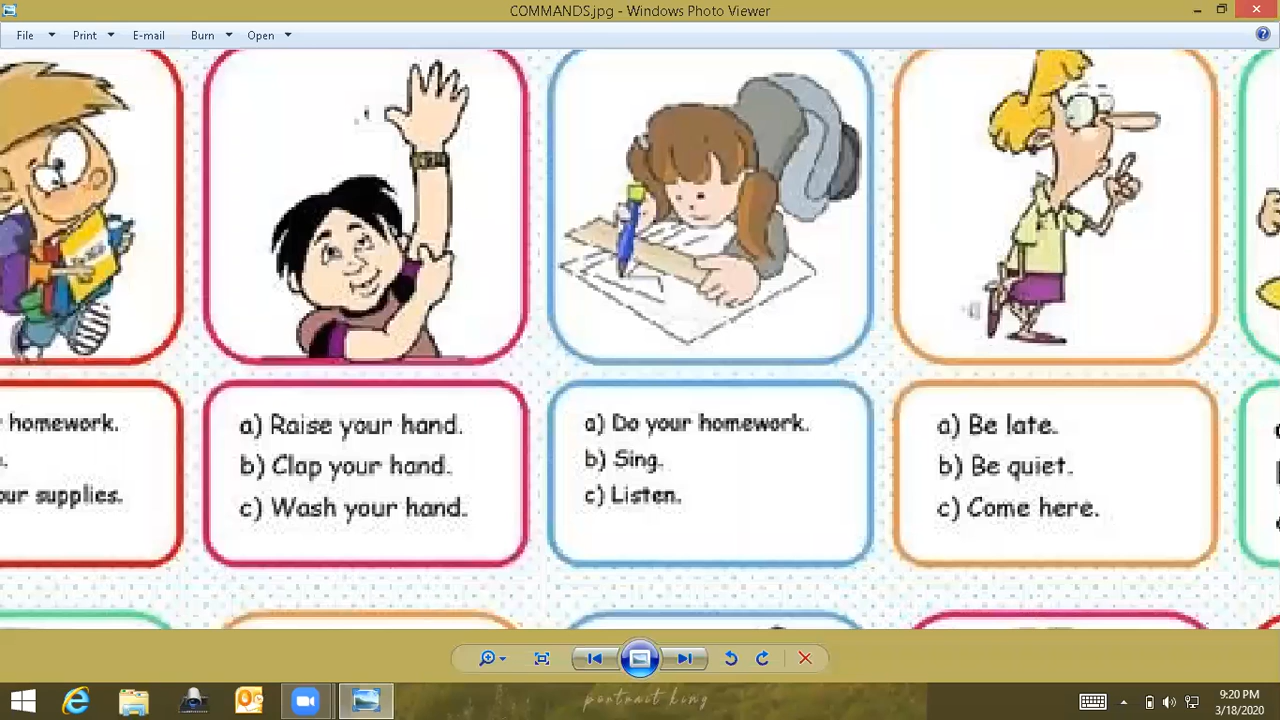 COMMANDS.jpg - Windows Photo Viewer
File Print E-mail Burn Open
homework.
our supplies.
a) Raise your hand.
b) Clap your hand.
c) Wash your hand.
a) Do your homework.
b) Sing.
c) Listen.
a) Be late.
b) Be quiet.
c) Come here.
portrait king
9:20 PM
3/18/2020